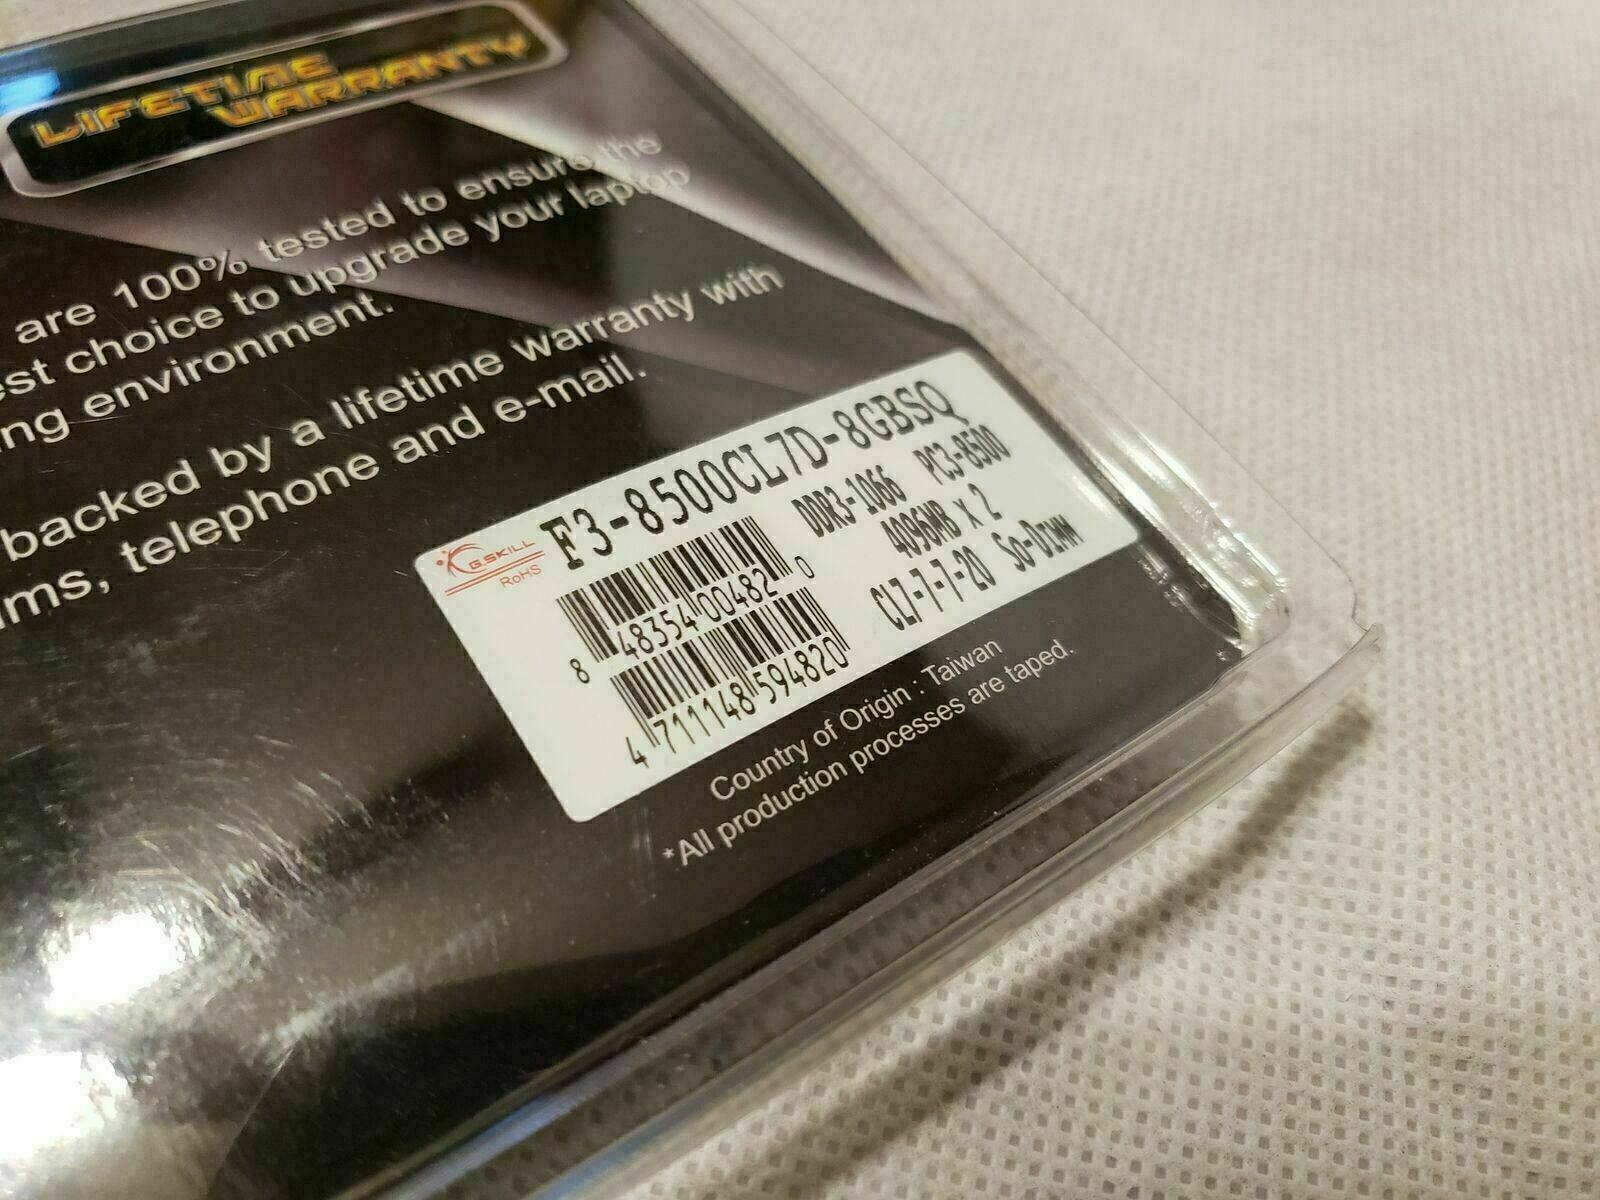 LIFETIME
WARRANTY
are 100% tested to ensure the
est choice to upgrade your laptop
ng environment.
backed by a lifetime warranty with
ms, telephone and e-mail.
G.SKILL
RoHS
F3-8500CL7D-8GBSQ
DDR3-1066 PC3-8500
4096MB x 2
CL7-7-7-20 So-Dimm
8 48354 00482 0
4 711148 594820
Country of Origin : Taiwan
*All production processes are taped.